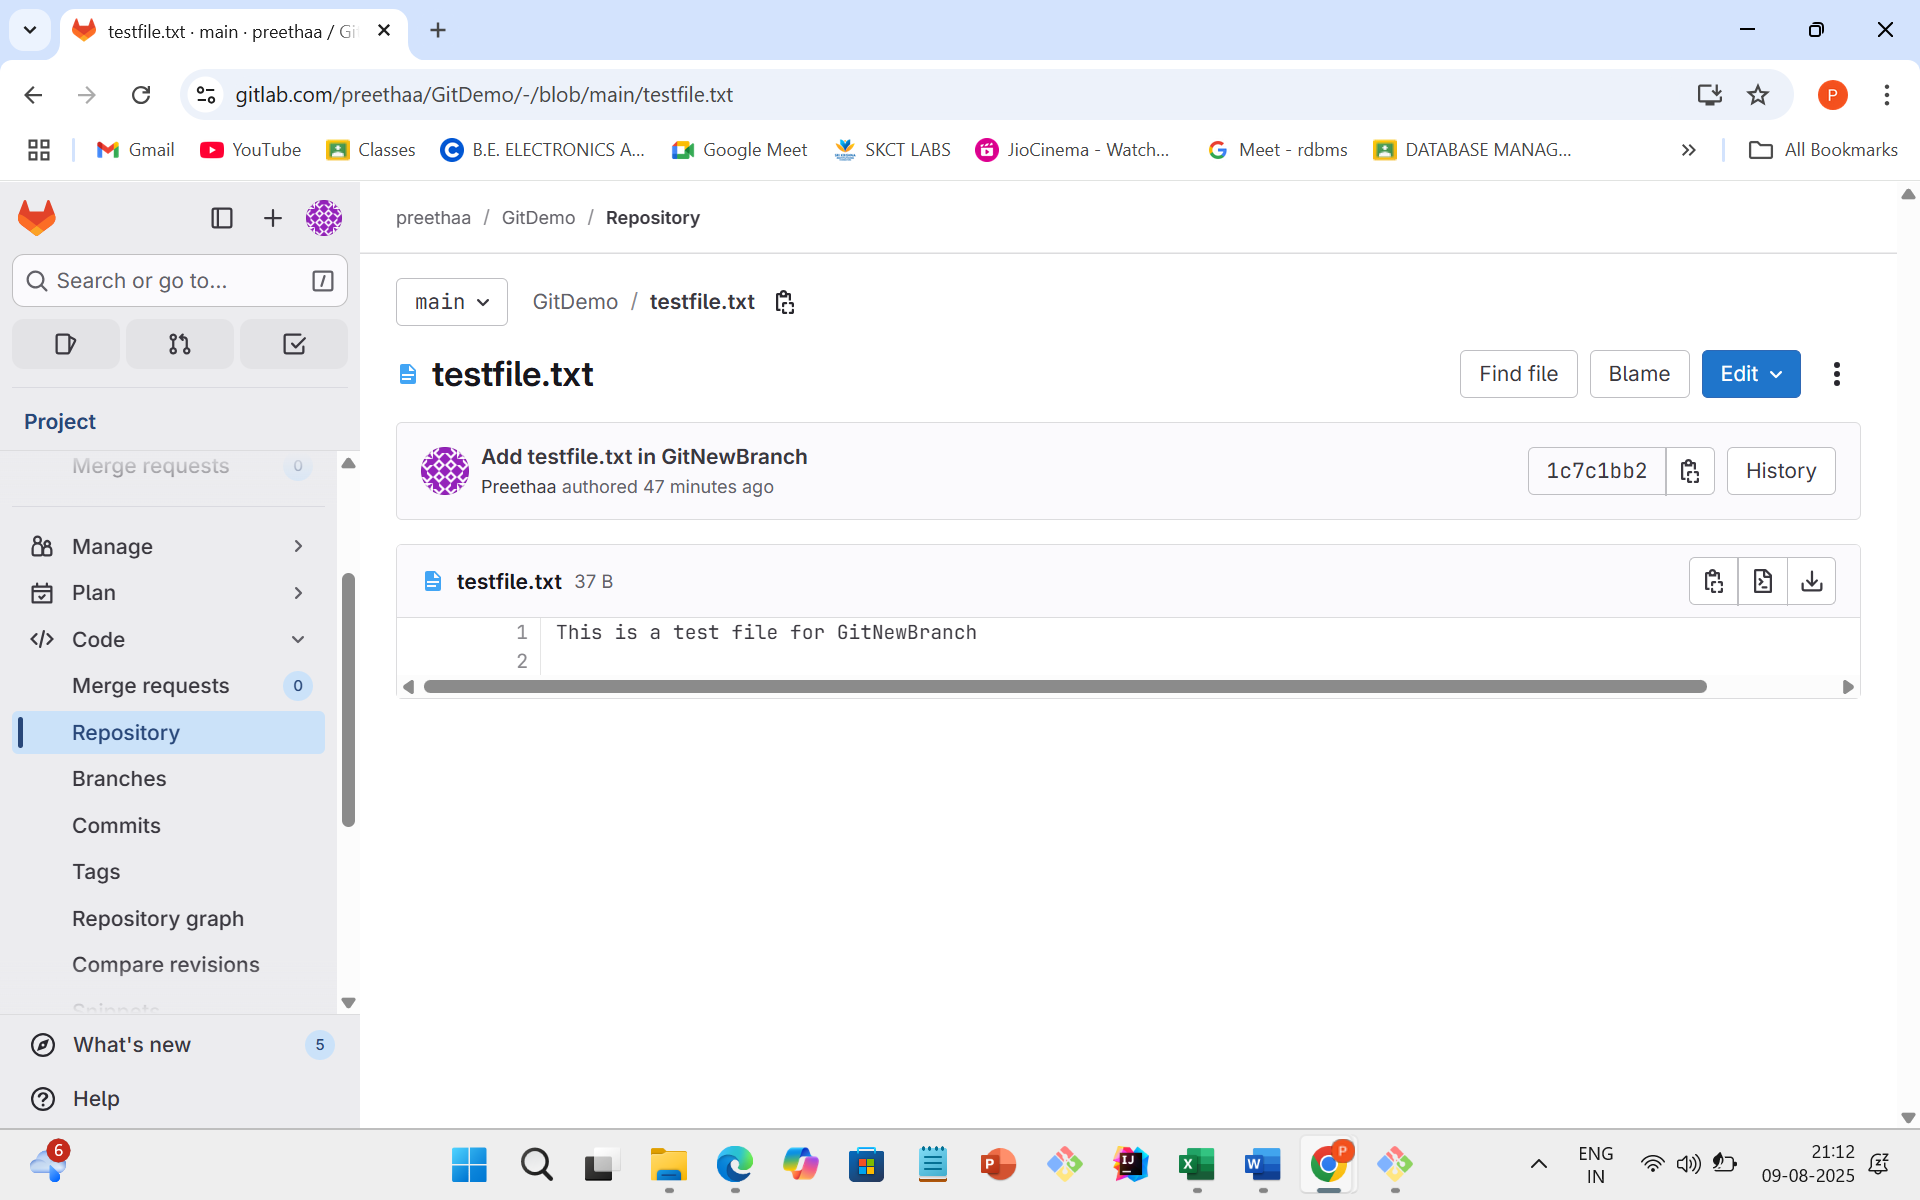 testfile.txt · main · preethaa / Gi
gitlab.com/preethaa/GitDemo/-/blob/main/testfile.txt
P
Gmail
YouTube
Classes
B.E. ELECTRONICS A...
Google Meet
SKCT LABS
JioCinema - Watch...
Meet - rdbms
DATABASE MANAG...
All Bookmarks
preethaa / GitDemo / Repository
Search or go to...
/
main
GitDemo / testfile.txt
testfile.txt
Find file
Blame
Edit
Project
Add testfile.txt in GitNewBranch
Preethaa authored 47 minutes ago
1c7c1bb2
History
Merge requests 0
Manage
Plan
Code
Merge requests 0
Repository
Branches
Commits
Tags
Repository graph
Compare revisions
Snippets
What's new 5
Help
testfile.txt 37 B
1 This is a test file for GitNewBranch
2
6
P
ENG
IN
21:12
09-08-2025